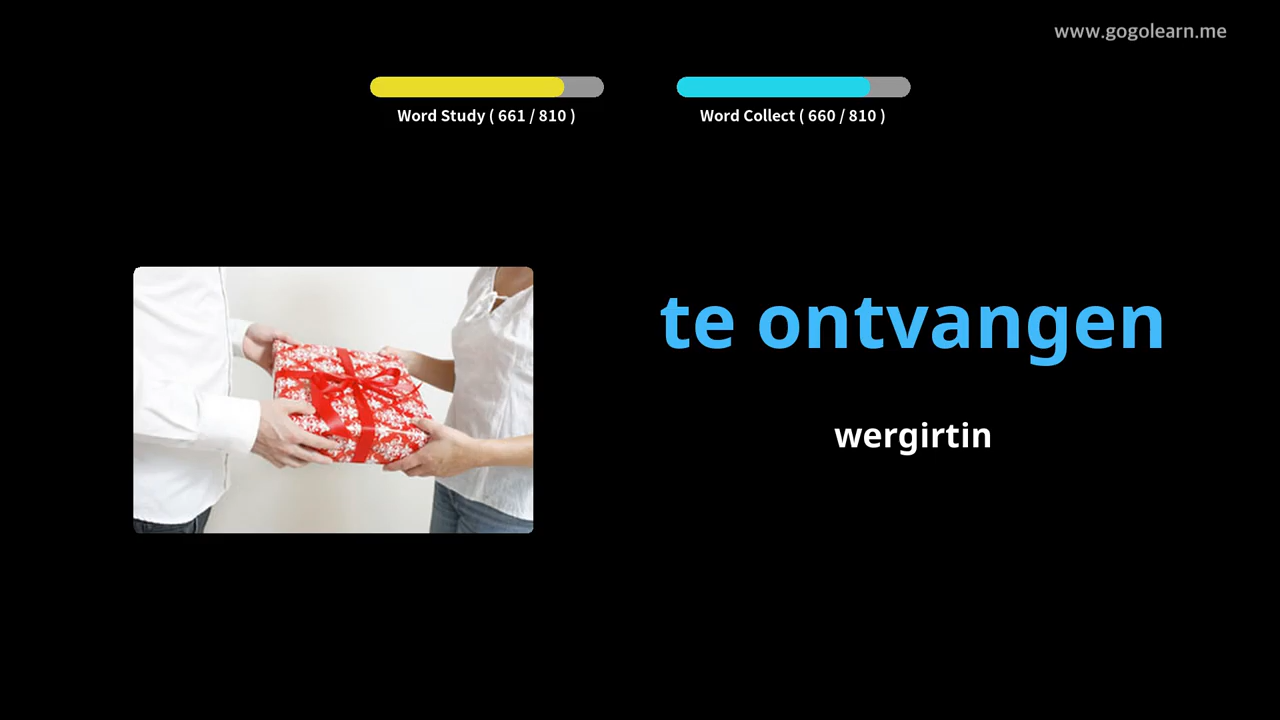 www.gogolearn.me
Word Study ( 661 / 810 )
Word Collect ( 660 / 810 )
te ontvangen
wergirtin